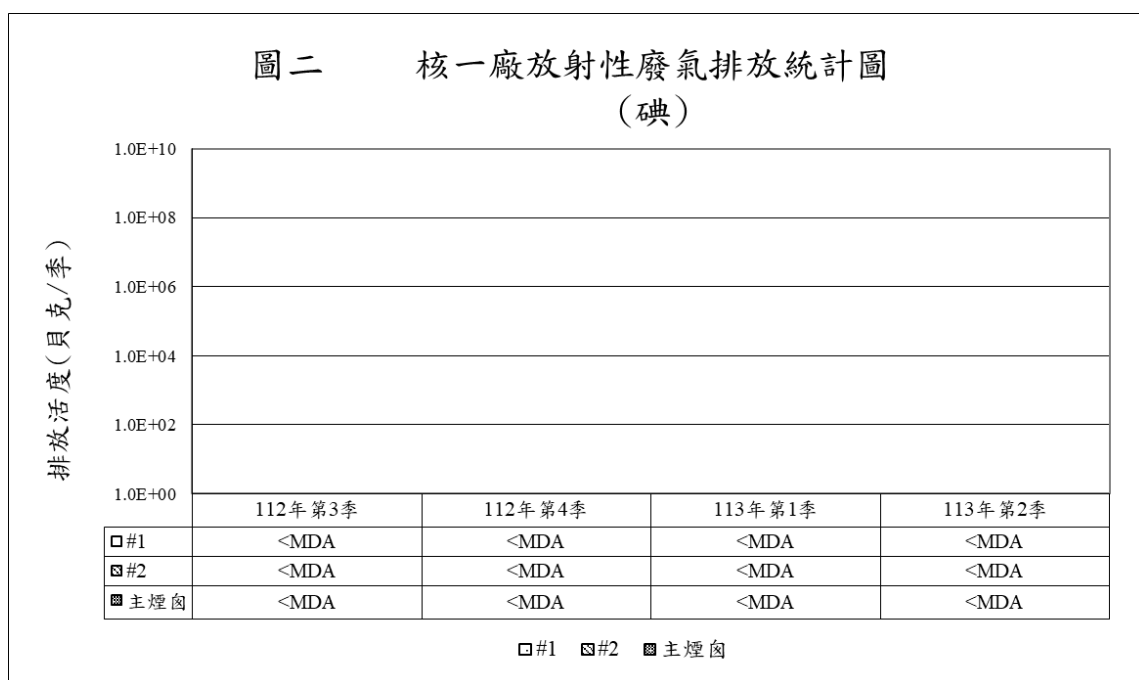 圖二 核一廠放射性廢氣排放統計圖
(碘)
排放活度(貝克/季)
1.0E+10
1.0E+08
1.0E+06
1.0E+04
1.0E+02
1.0E+00
112年第3季 112年第4季 113年第1季 113年第2季
#1 <MDA <MDA <MDA <MDA
#2 <MDA <MDA <MDA <MDA
主煙囪 <MDA <MDA <MDA <MDA
#1 #2 主煙囪